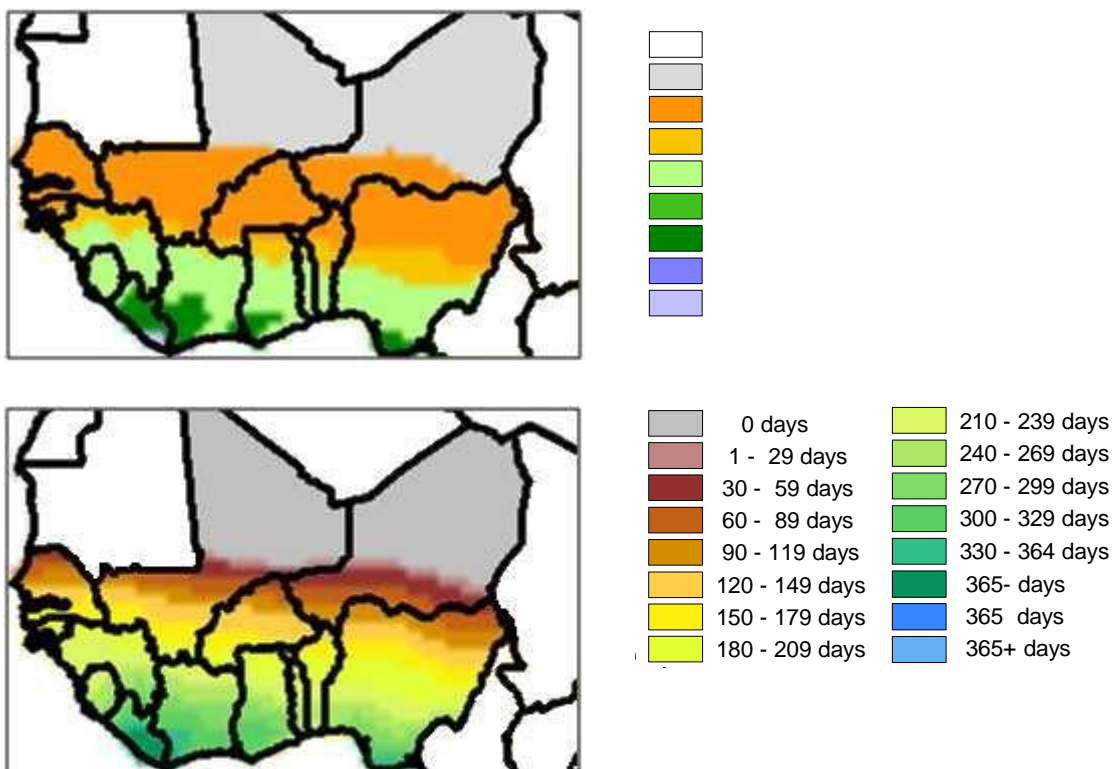 0 days
1 - 29 days
30 - 59 days
60 - 89 days
90 - 119 days
120 - 149 days
150 - 179 days
180 - 209 days
210 - 239 days
240 - 269 days
270 - 299 days
300 - 329 days
330 - 364 days
365- days
365 days
365+ days